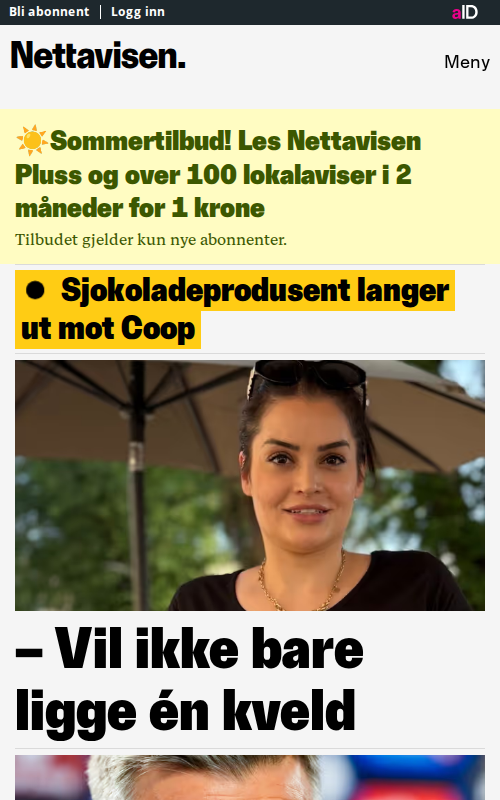 Bli abonnent | Logg inn
aID
Nettavisen.
Meny
☀️Sommertilbud! Les Nettavisen
Pluss og over 100 lokalaviser i 2
måneder for 1 krone
Tilbudet gjelder kun nye abonnenter.
● Sjokoladeprodusent langer
ut mot Coop
– Vil ikke bare
ligge én kveld